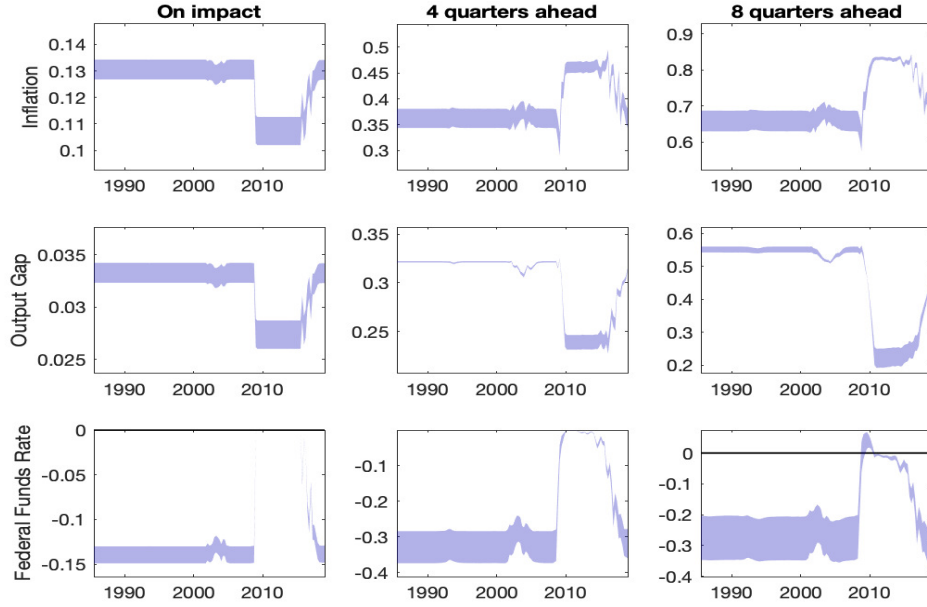 On impact
4 quarters ahead
8 quarters ahead
Inflation
0.14
0.13
0.12
0.11
0.1
1990 2000 2010
0.5
0.45
0.4
0.35
0.3
1990 2000 2010
0.9
0.8
0.7
0.6
1990 2000 2010
Output Gap
0.035
0.03
0.025
1990 2000 2010
0.35
0.3
0.25
1990 2000 2010
0.6
0.5
0.4
0.3
0.2
1990 2000 2010
Federal Funds Rate
0
-0.05
-0.1
-0.15
1990 2000 2010
-0.1
-0.2
-0.3
-0.4
1990 2000 2010
0
-0.1
-0.2
-0.3
-0.4
1990 2000 2010